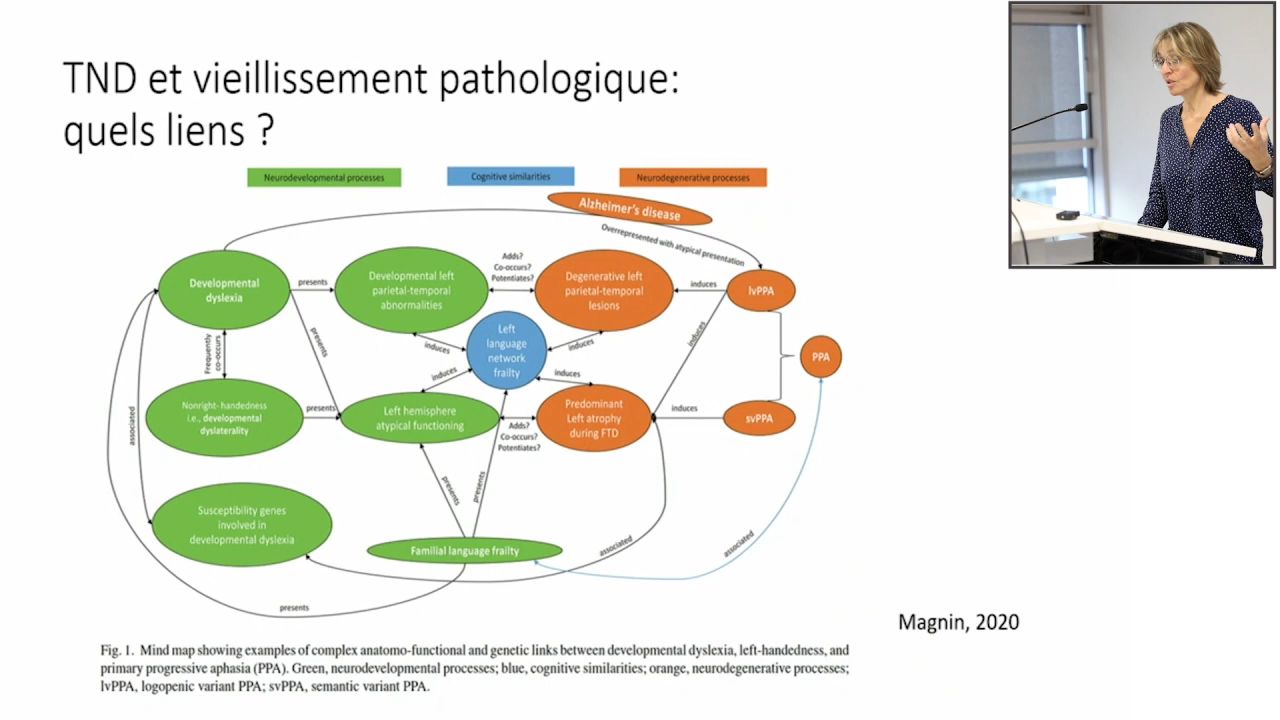 TND et vieillissement pathologique:
quels liens ?
Neurodevelopmental processes
Cognitive similarities
Neurodegenerative processes
Alzheimer's disease
Overrepresented with atypical presentation
Developmental
dyslexia
presents
Developmental left
parietal-temporal
abnormalities
Adds?
Co-occurs?
Potentiates?
Degenerative left
parietal-temporal
lesions
induces
lvPPA
Frequently
co-occurs
presents
induces
Left
language
network
frailty
induces
induces
PPA
induces
induces
Nonright- handedness
i.e., developmental
dyslaterality
presents
Left hemisphere
atypical functioning
Adds?
Co-occurs?
Potentiates?
Predominant
Left atrophy
during FTD
induces
svPPA
associated
Susceptibility genes
involved in
developmental dyslexia
presents
presents
Familial language frailty
associated
associated
presents
Magnin, 2020
Fig. 1. Mind map showing examples of complex anatomo-functional and genetic links between developmental dyslexia, left-handedness, and
primary progressive aphasia (PPA). Green, neurodevelopmental processes; blue, cognitive similarities; orange, neurodegenerative processes;
lvPPA, logopenic variant PPA; svPPA, semantic variant PPA.